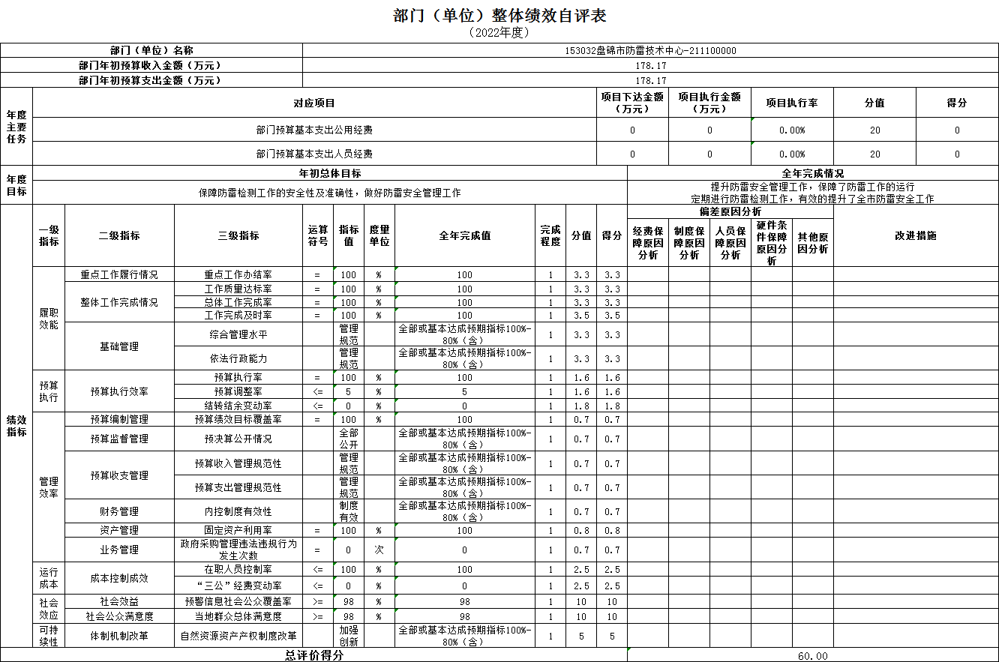 部门（单位）整体绩效自评表
（2022年度）
部门（单位）名称 153032盘锦市防雷技术中心-211100000
部门年初预算收入金额（万元） 178.17
部门年初预算支出金额（万元） 178.17
年度主要任务 对应项目 项目下达金额（万元） 项目执行金额（万元） 项目执行率 分值 得分
部门预算基本支出公用经费 0 0 0.00% 20 0
部门预算基本支出人员经费 0 0 0.00% 20 0
年度目标 年初总体目标 全年完成情况
保障防雷检测工作的安全性及准确性，做好防雷安全管理工作 提升防雷安全管理工作，保障了防雷工作的运行
定期进行防雷检测工作，有效的提升了全市防雷安全工作
绩效指标 一级指标 二级指标 三级指标 运算符号 指标值 度量单位 全年完成值 完成程度 分值 得分 偏差原因分析 改进措施
经费保障原因分析 制度保障原因分析 人员保障原因分析 硬件条件保障原因分析 其他原因分析
履职效能 重点工作履行情况 重点工作办结率 = 100 % 100 1 3.3 3.3
整体工作完成情况 工作质量达标率 = 100 % 100 1 3.3 3.3
总体工作完成率 = 100 % 100 1 3.3 3.3
工作完成及时率 = 100 % 100 1 3.5 3.5
基础管理 综合管理水平 管理规范 全部或基本达成预期指标100%-80%（含） 1 3.3 3.3
依法行政能力 管理规范 全部或基本达成预期指标100%-80%（含） 1 3.3 3.3
预算执行 预算执行效率 预算执行率 = 100 % 100 1 1.6 1.6
预算调整率 <= 5 % 5 1 1.6 1.6
结转结余变动率 <= 0 % 0 1 1.8 1.8
管理效率 预算编制管理 预算绩效目标覆盖率 = 100 % 100 1 0.7 0.7
预算监督管理 预决算公开情况 全部公开 全部或基本达成预期指标100%-80%（含） 1 0.7 0.7
预算收支管理 预算收入管理规范性 管理规范 全部或基本达成预期指标100%-80%（含） 1 0.7 0.7
预算支出管理规范性 管理规范 全部或基本达成预期指标100%-80%（含） 1 0.7 0.7
财务管理 内控制度有效性 制度有效 全部或基本达成预期指标100%-80%（含） 1 0.7 0.7
资产管理 固定资产利用率 = 100 % 100 1 0.8 0.8
业务管理 政府采购管理违法违规行为发生次数 = 0 次 0 1 0.7 0.7
运行成本 成本控制成效 在职人员控制率 <= 100 % 100 1 2.5 2.5
“三公”经费变动率 <= 0 % 0 1 2.5 2.5
社会效应 社会效益 预警信息社会公众覆盖率 >= 98 % 98 1 10 10
社会公众满意度 当地群众总体满意度 >= 98 % 98 1 10 10
可持续性 体制机制改革 自然资源资产产权制度改革 加强创新 全部或基本达成预期指标100%-80%（含） 1 5 5
总评价得分 60.00